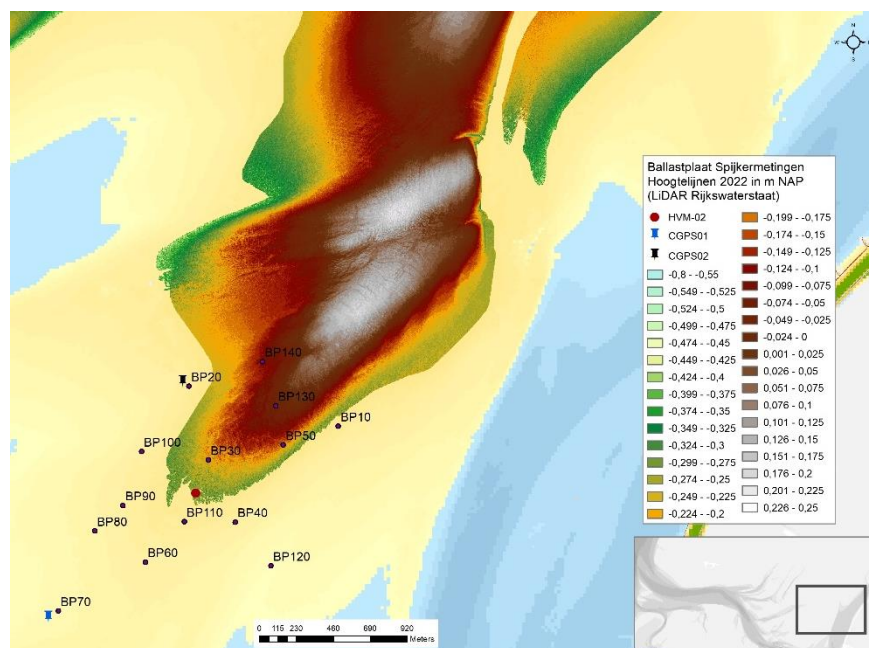 N
W
S
Ballastplaat Spijkermetingen
Hoogtelijnen 2022 in m NAP
(LiDAR Rijkswaterstaat)
HVM-02
CGPS01
CGPS02
-0,8 - -0,55
-0,549 - -0,525
-0,524 - -0,5
-0,499 - -0,475
-0,474 - -0,45
-0,449 - -0,425
-0,424 - -0,4
-0,399 - -0,375
-0,374 - -0,35
-0,349 - -0,325
-0,324 - -0,3
-0,299 - -0,275
-0,274 - -0,25
-0,249 - -0,225
-0,224 - -0,2
-0,199 - -0,175
-0,174 - -0,15
-0,149 - -0,125
-0,124 - -0,1
-0,099 - -0,075
-0,074 - -0,05
-0,049 - -0,025
-0,024 - 0
0,001 - 0,025
0,026 - 0,05
0,051 - 0,075
0,076 - 0,1
0,101 - 0,125
0,126 - 0,15
0,151 - 0,175
0,176 - 0,2
0,201 - 0,225
0,226 - 0,25
BP140
BP20
BP130
BP10
BP50
BP100
BP30
BP90
BP110
BP40
BP80
BP60
BP120
BP70
0 115 230 460 690 920
Meters